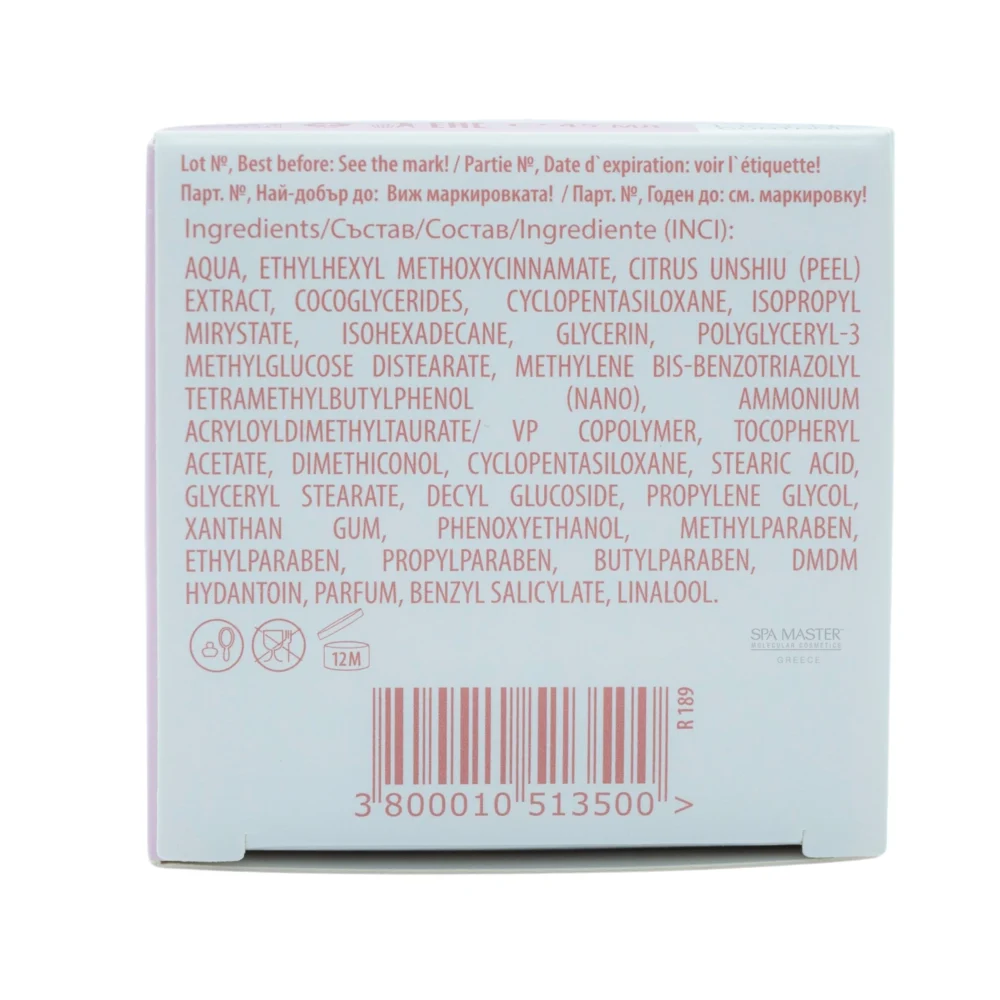 Lot №, Best before: See the mark! / Partie №, Date d`expiration: voir l`étiquette!
Парт. №, Най-добър до: Виж маркировката! / Парт. №, Годен до: см. маркировку!
Ingredients/Състав/Состав/Ingrediente (INCI):
AQUA, ETHYLHEXYL METHOXYCINNAMATE, CITRUS UNSHIU (PEEL)
EXTRACT, COCOGLYCERIDES, CYCLOPENTASILOXANE, ISOPROPYL
MIRYSTATE, ISOHEXADECANE, GLYCERIN, POLYGLYCERYL-3
METHYLGLUCOSE DISTEARATE, METHYLENE BIS-BENZOTRIAZOLYL
TETRAMETHYLBUTYLPHENOL (NANO), AMMONIUM
ACRYLOYLDIMETHYLTAURATE/ VP COPOLYMER, TOCOPHERYL
ACETATE, DIMETHICONOL, CYCLOPENTASILOXANE, STEARIC ACID,
GLYCERYL STEARATE, DECYL GLUCOSIDE, PROPYLENE GLYCOL,
XANTHAN GUM, PHENOXYETHANOL, METHYLPARABEN,
ETHYLPARABEN, PROPYLPARABEN, BUTYLPARABEN, DMDM
HYDANTOIN, PARFUM, BENZYL SALICYLATE, LINALOOL.
12M
SPA MASTER™
MOLECULAR COSMETICS
GREECE
R 189
3 800010 513500 >